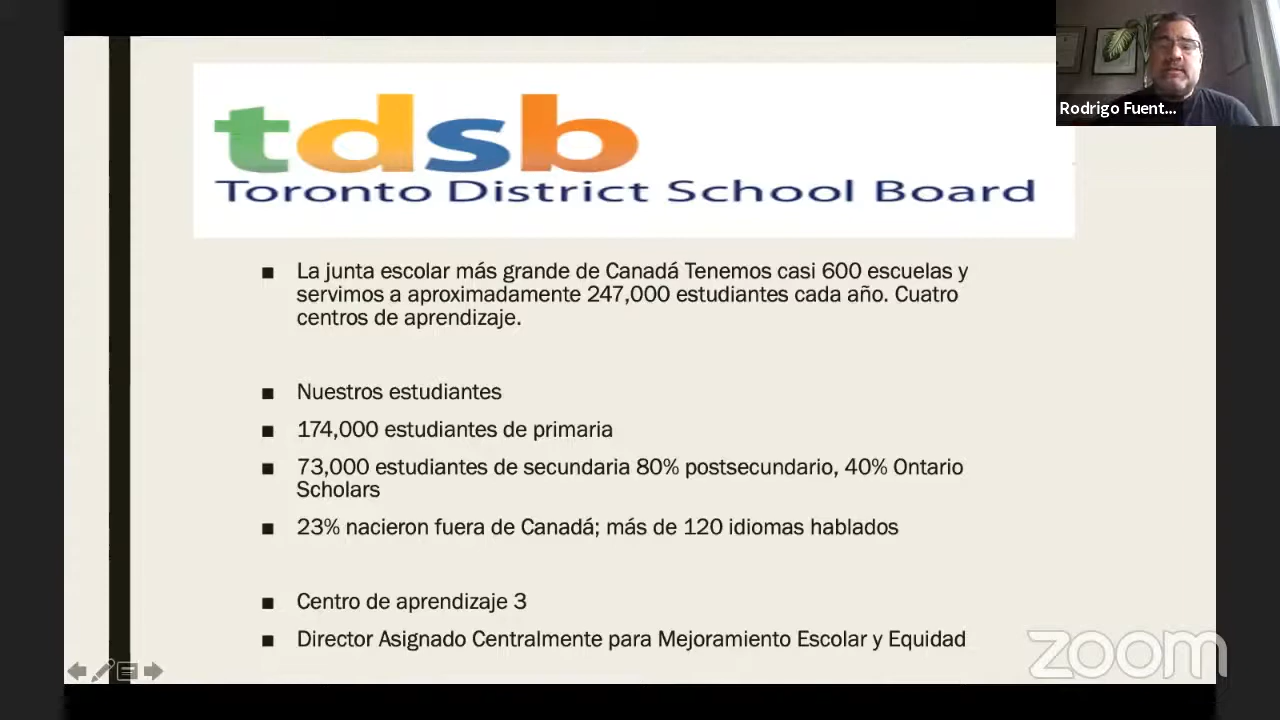 tdsb
Toronto District School Board
Rodrigo Fuent...
■ La junta escolar más grande de Canadá Tenemos casi 600 escuelas y
servimos a aproximadamente 247,000 estudiantes cada año. Cuatro
centros de aprendizaje.
■ Nuestros estudiantes
■ 174,000 estudiantes de primaria
■ 73,000 estudiantes de secundaria 80% postsecundario, 40% Ontario
Scholars
■ 23% nacieron fuera de Canadá; más de 120 idiomas hablados
■ Centro de aprendizaje 3
■ Director Asignado Centralmente para Mejoramiento Escolar y Equidad
zoom